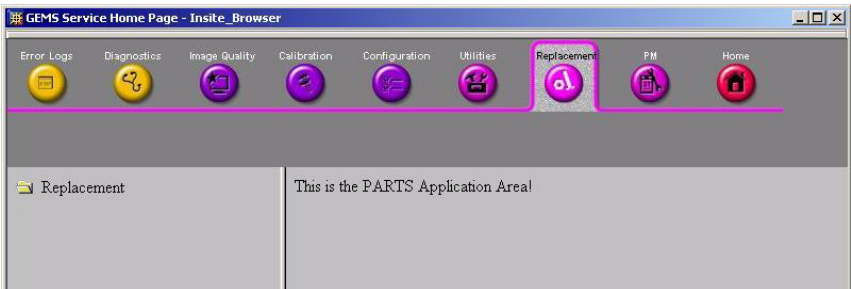 GEMS Service Home Page - Insite_Browser
Error Logs Diagnostics Image Quality Calibration Configuration Utilities Replacement PM Home
Replacement This is the PARTS Application Area!